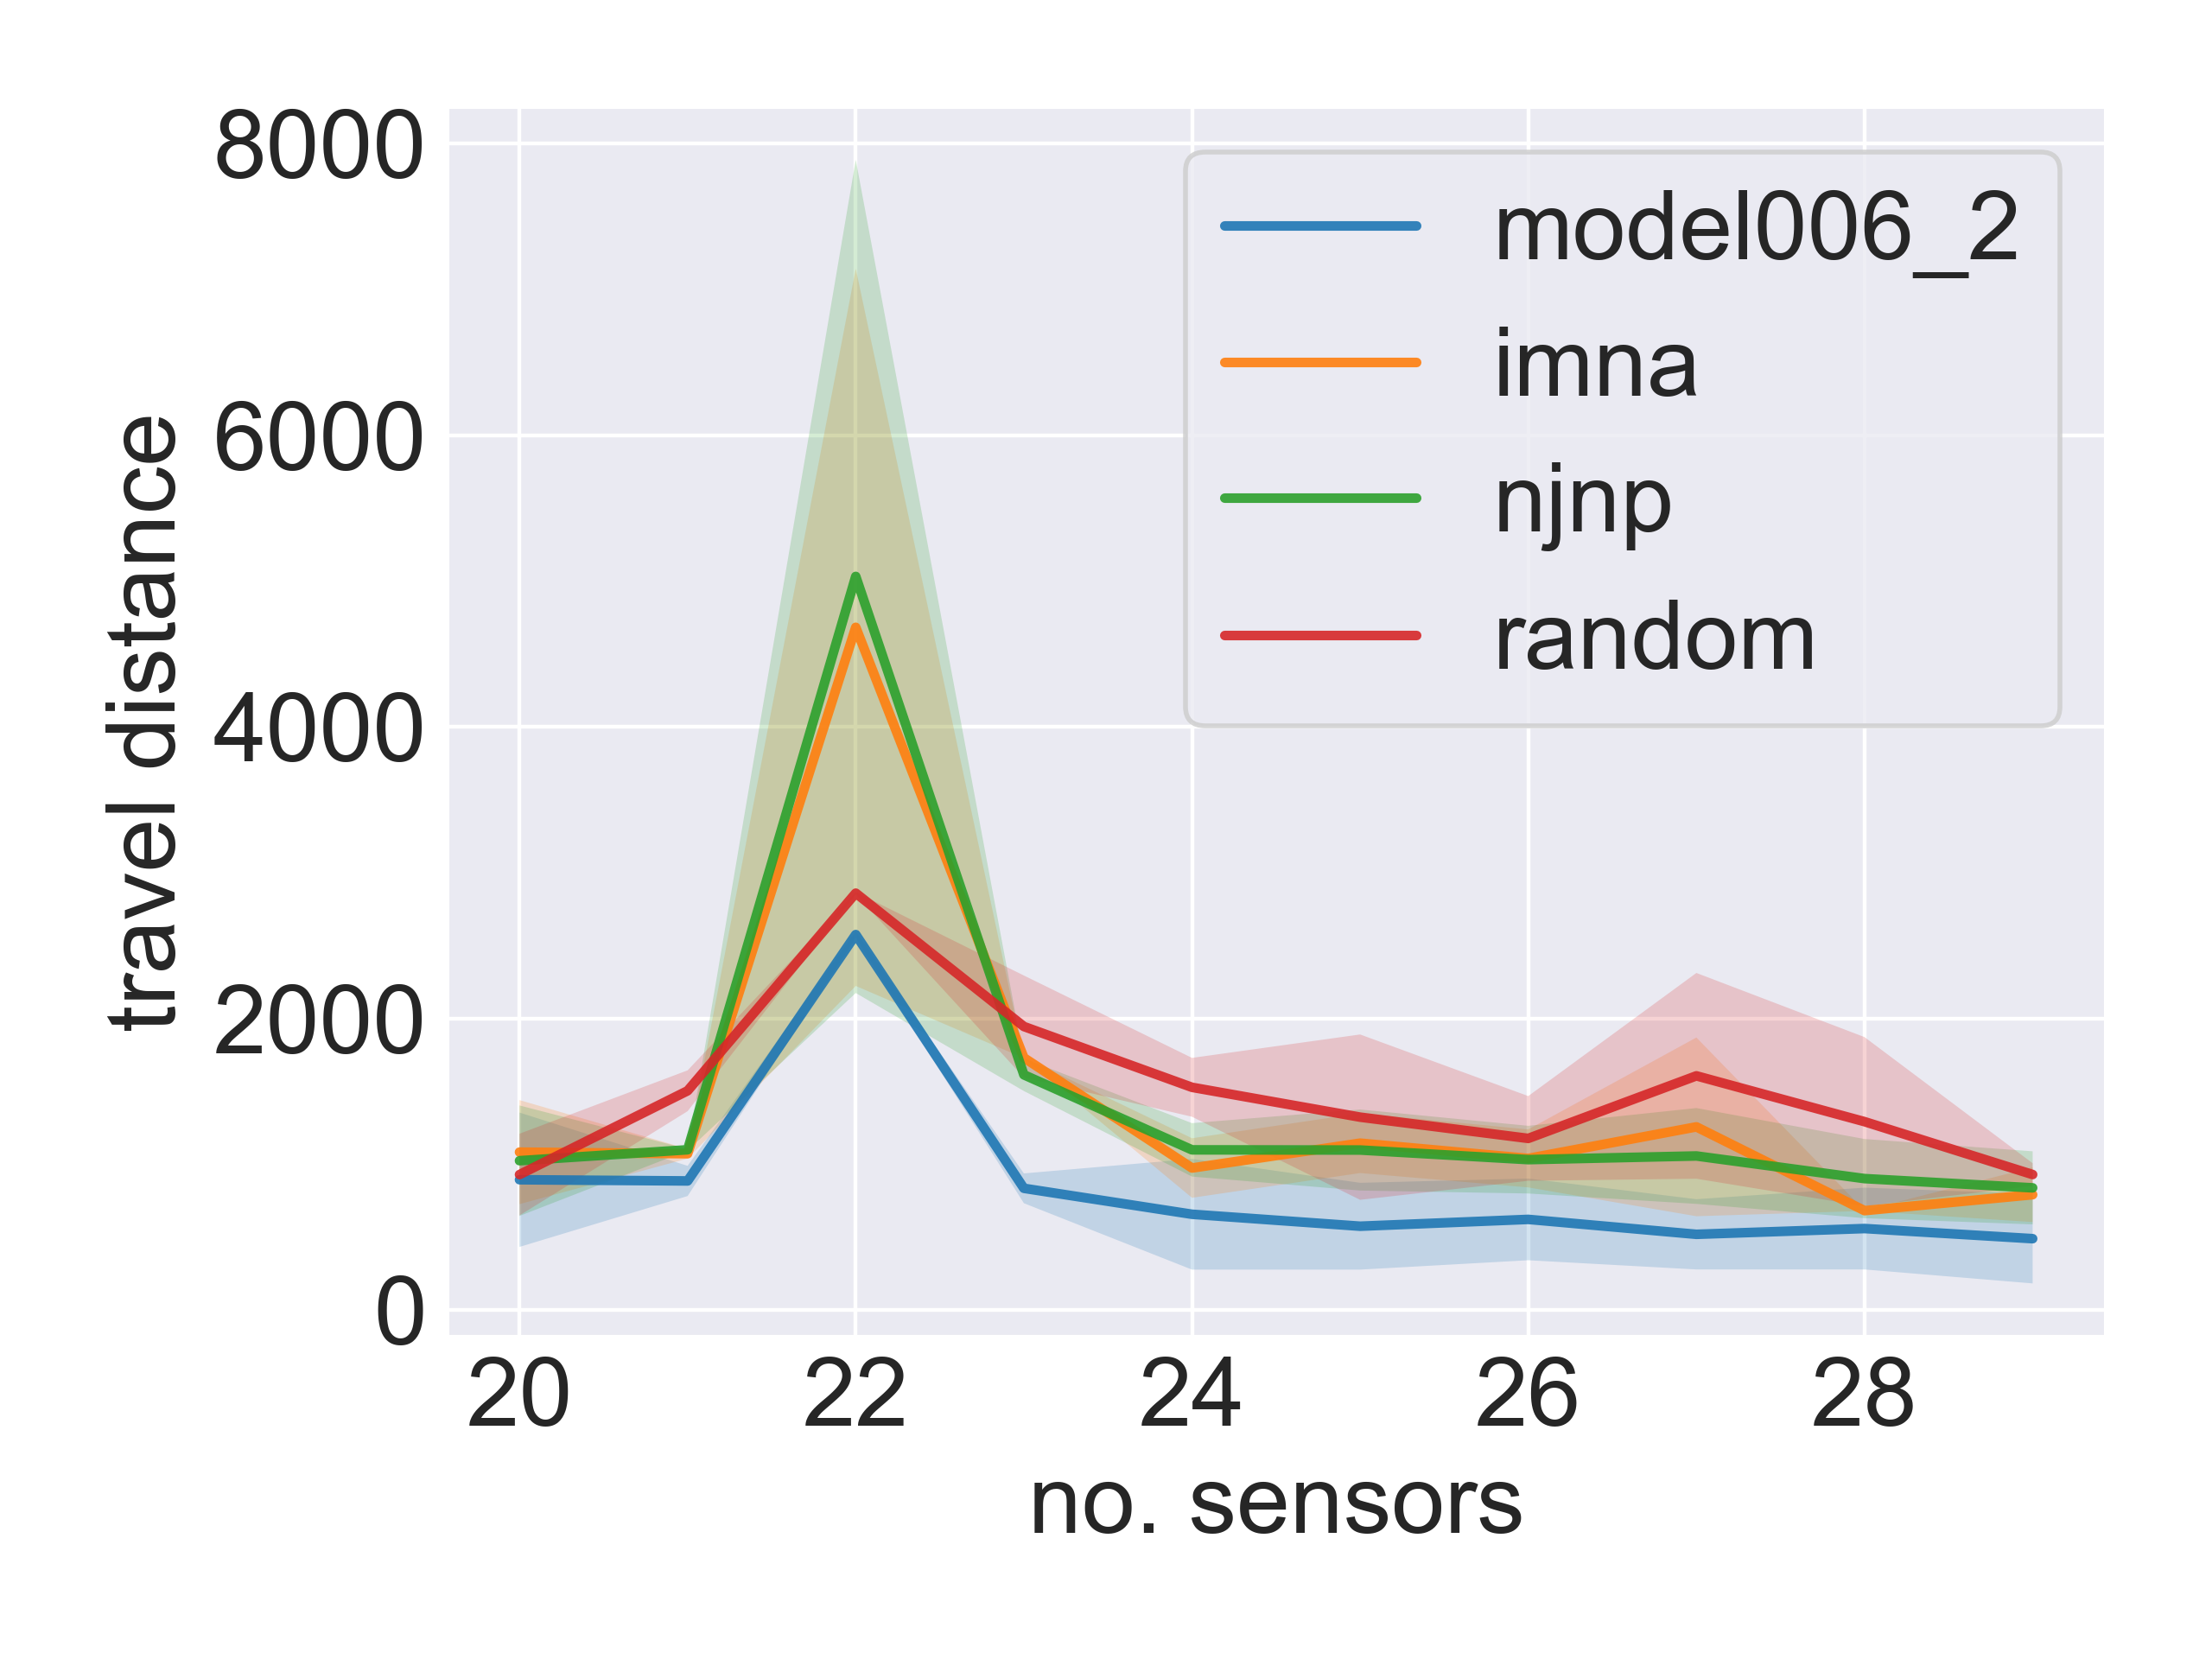 travel distance
8000
6000
4000
2000
0
20 22 24 26 28
no. sensors
model006_2
imna
njnp
random